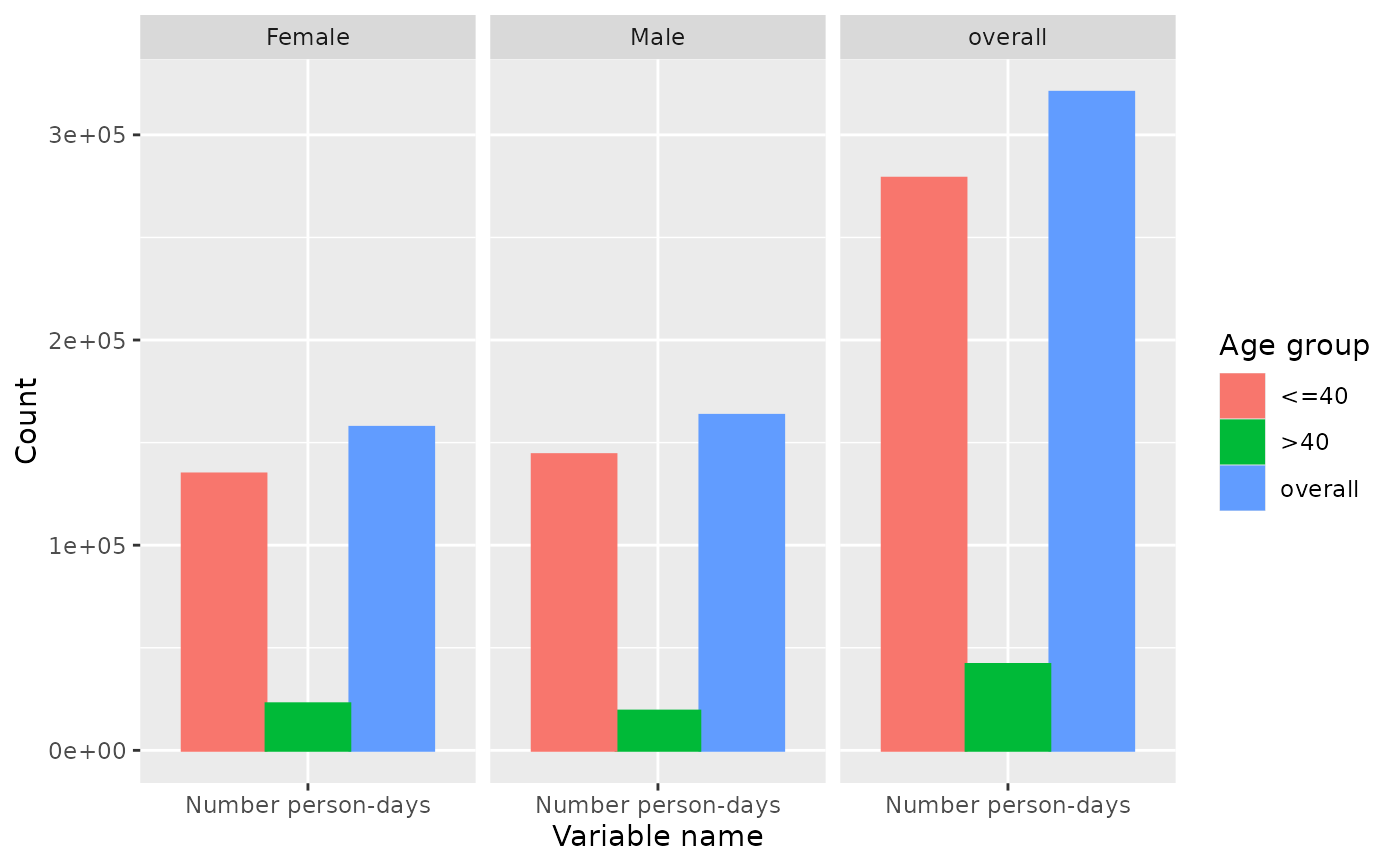 Female
Male
overall
3e+05
2e+05
1e+05
0e+00
Count
Number person-days
Number person-days
Number person-days
Variable name
Age group
<=40
>40
overall